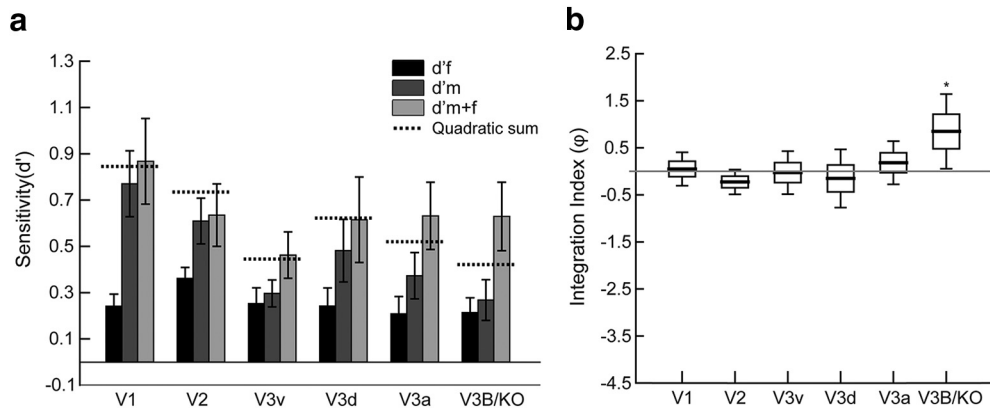 a
Sensitivity(d')
1.3
1.1
0.9
0.7
0.5
0.3
0.1
-0.1
d'f
d'm
d'm+f
Quadratic sum
V1 V2 V3v V3d V3a V3B/KO
b
Integration Index (φ)
2.5
1.5
0.5
-0.5
-1.5
-2.5
-3.5
-4.5
*
V1 V2 V3v V3d V3a V3B/KO